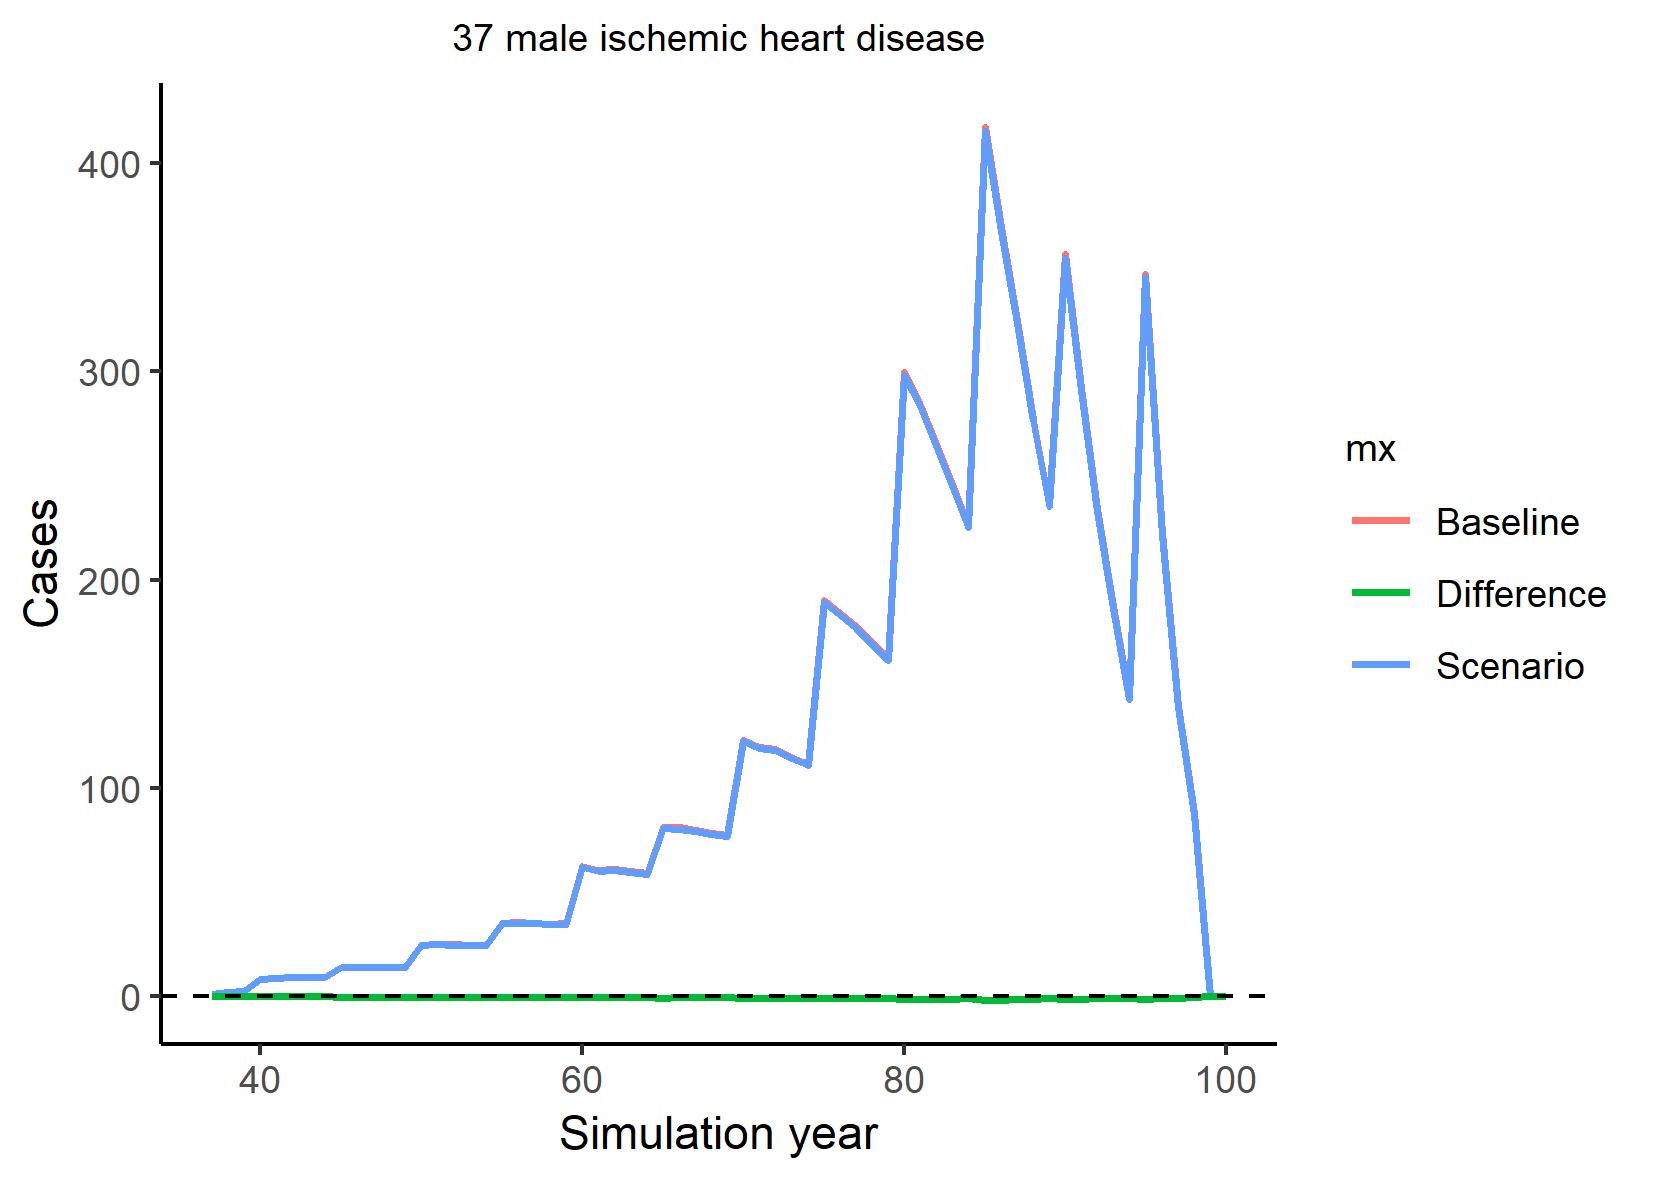 37 male ischemic heart disease
Cases
400
300
200
100
0
40 60 80 100
Simulation year
mx
Baseline
Difference
Scenario